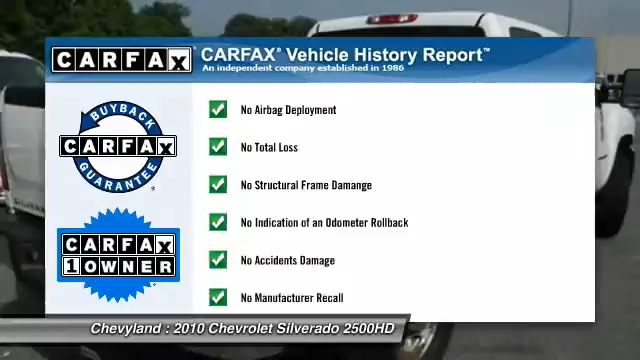 CARFAX
CARFAX® Vehicle History Report™
An independent company established in 1986
BUYBACK
CARFAX
GUARANTEE
®
CARFAX
1 OWNER
No Airbag Deployment
No Total Loss
No Structural Frame Damange
No Indication of an Odometer Rollback
No Accidents Damage
No Manufacturer Recall
Chevyland : 2010 Chevrolet Silverado 2500HD